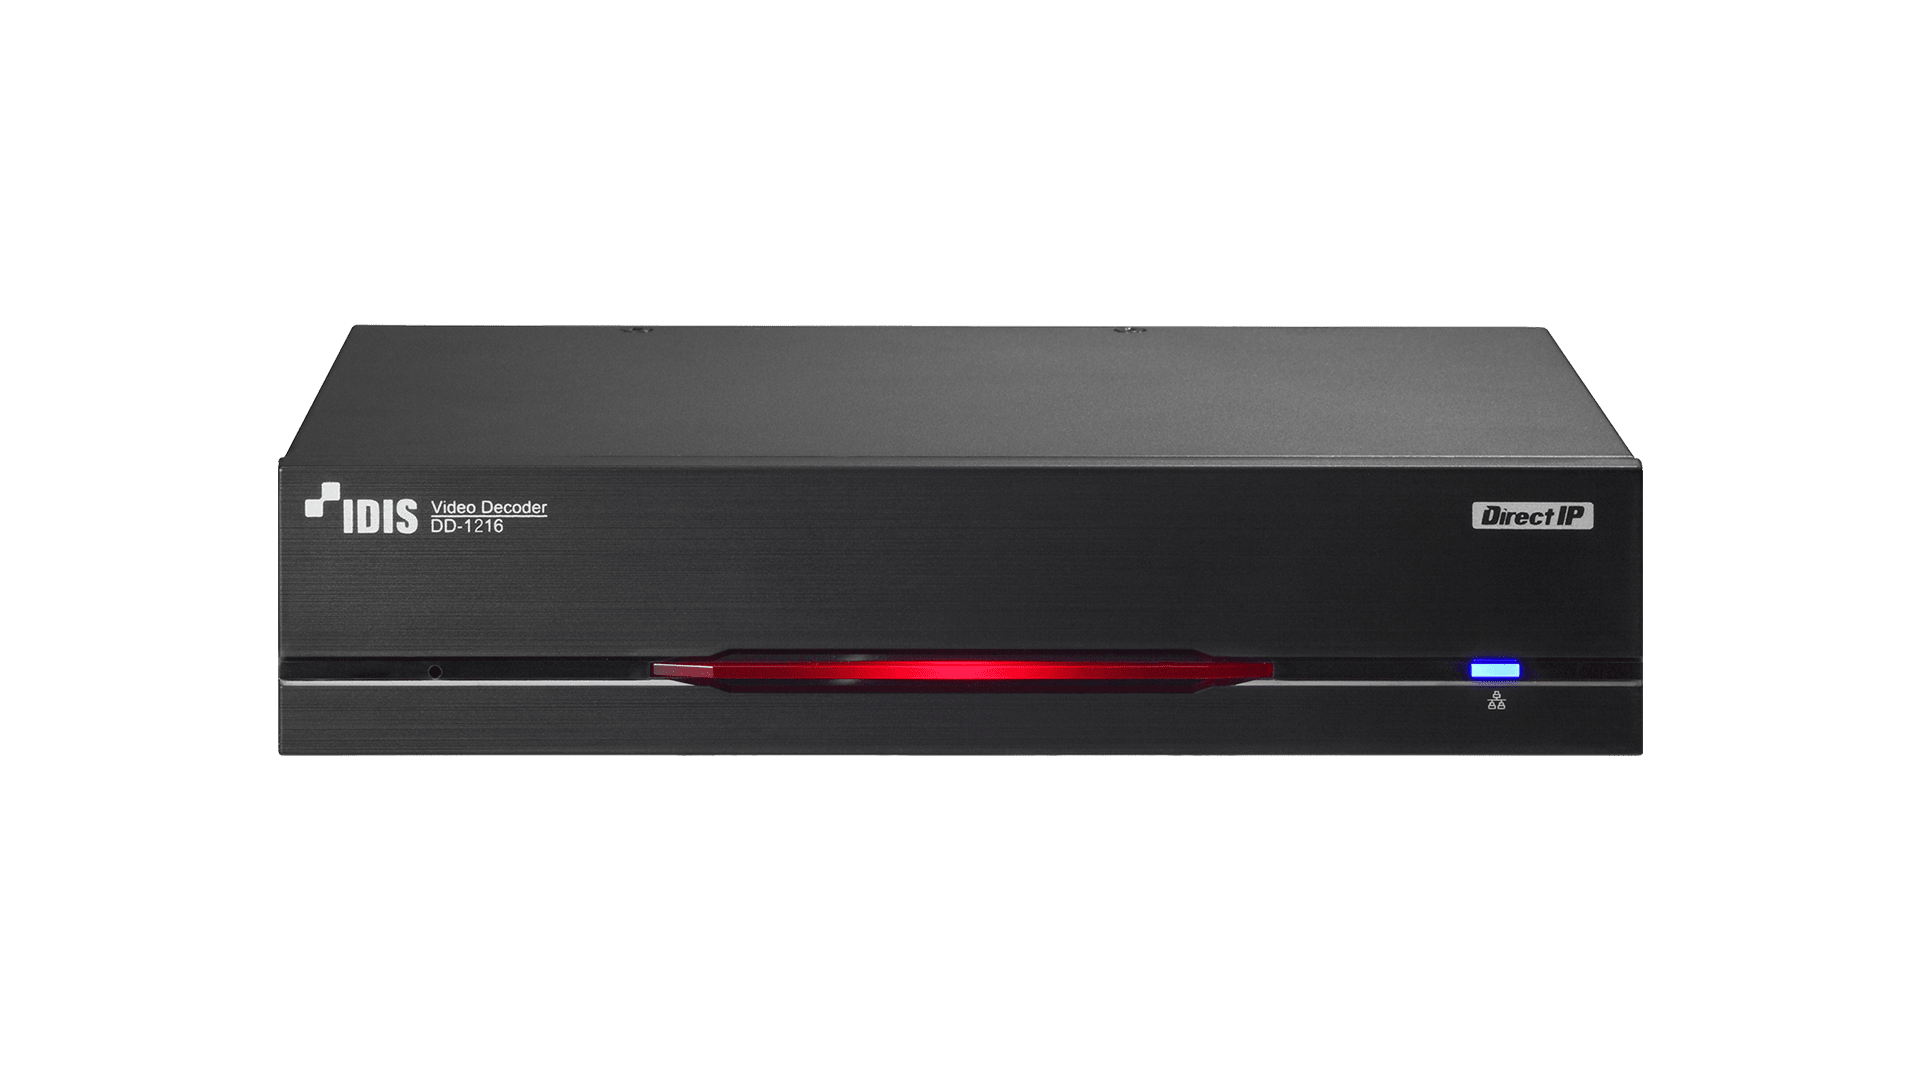 IDIS
Video Decoder
DD-1216
Direct IP